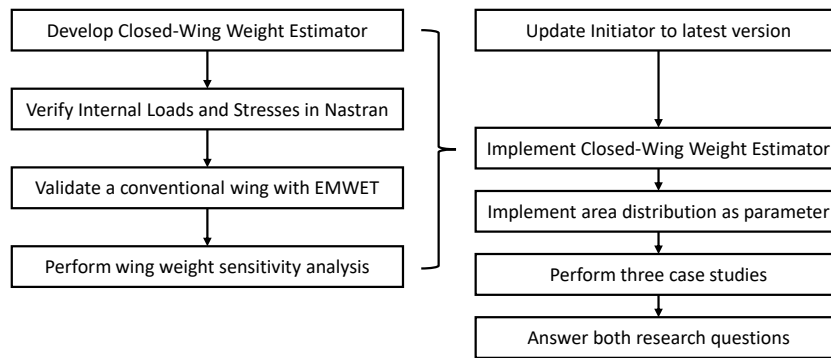 Develop Closed-Wing Weight Estimator
Verify Internal Loads and Stresses in Nastran
Validate a conventional wing with EMWET
Perform wing weight sensitivity analysis
Update Initiator to latest version
Implement Closed-Wing Weight Estimator
Implement area distribution as parameter
Perform three case studies
Answer both research questions